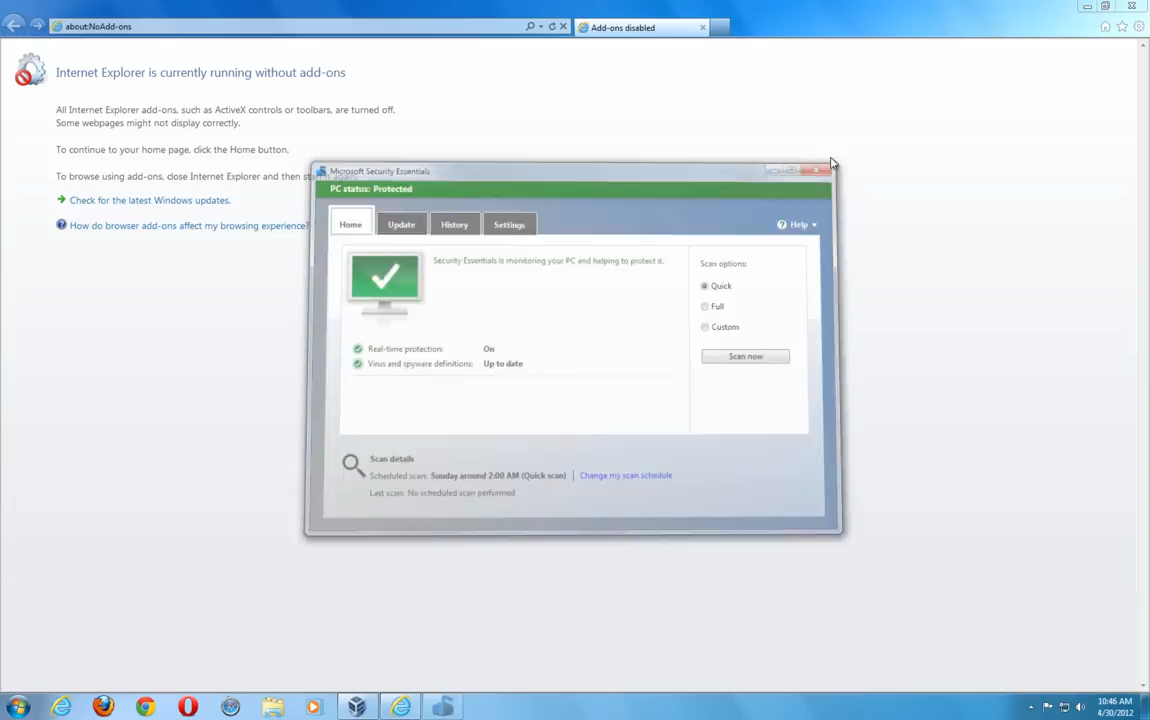 about:NoAdd-ons
Add-ons disabled
Internet Explorer is currently running without add-ons
All Internet Explorer add-ons, such as ActiveX controls or toolbars, are turned off.
Some webpages might not display correctly.
To continue to your home page, click the Home button.
To browse using add-ons, close Internet Explorer and then start it again.
Check for the latest Windows updates.
How do browser add-ons affect my browsing experience?
Microsoft Security Essentials
PC status: Protected
Home
Update
History
Settings
Help
Security Essentials is monitoring your PC and helping to protect it.
Scan options:
Quick
Full
Custom
Scan now
Real-time protection: On
Virus and spyware definitions: Up to date
Scan details
Scheduled scan: Sunday around 2:00 AM (Quick scan) | Change my scan schedule
Last scan: No scheduled scan performed
10:46 AM
4/30/2012